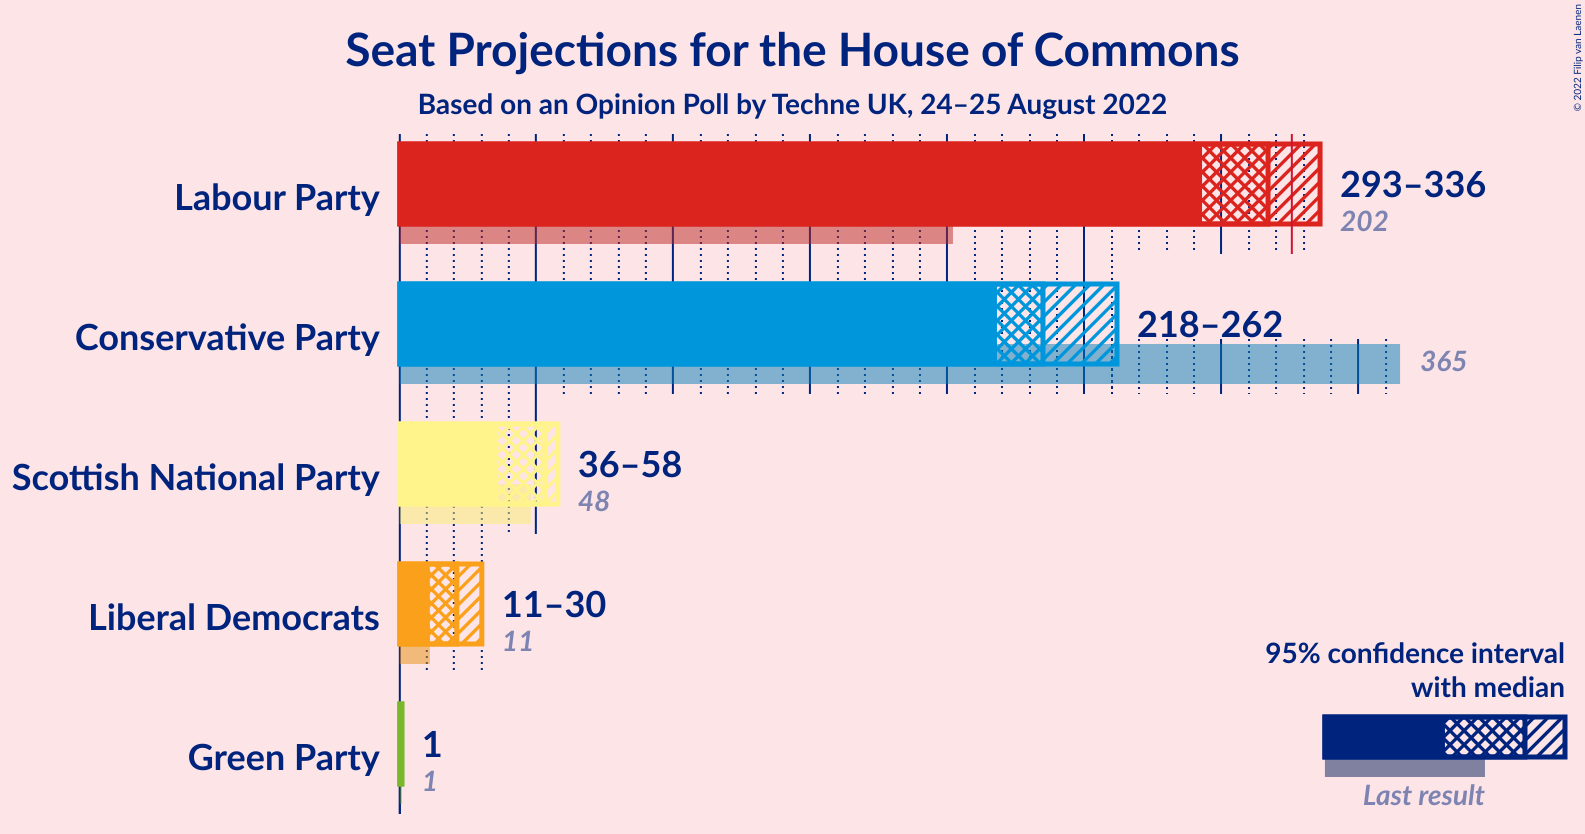 Seat Projections for the House of Commons
Based on an Opinion Poll by Techne UK, 24–25 August 2022
© 2022 Filip van Laenen
Labour Party
293–336
202
Conservative Party
218–262
365
Scottish National Party
36–58
48
Liberal Democrats
11–30
11
Green Party
1
1
95% confidence interval
with median
Last result